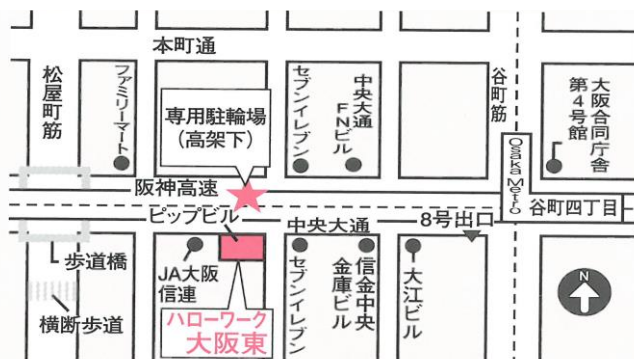 本町通
松屋町筋
ファミリーマート
専用駐輪場
（高架下）
セブンイレブン
中央大通
FNビル
谷町筋
大阪合同庁舎
第4号館
阪神高速
Osaka Metro
谷町四丁目
ピップビル
中央大通
8号出口
歩道橋
JA大阪
信連
セブンイレブン
信金中央
金庫ビル
大江ビル
N
横断歩道
ハローワーク
大阪東